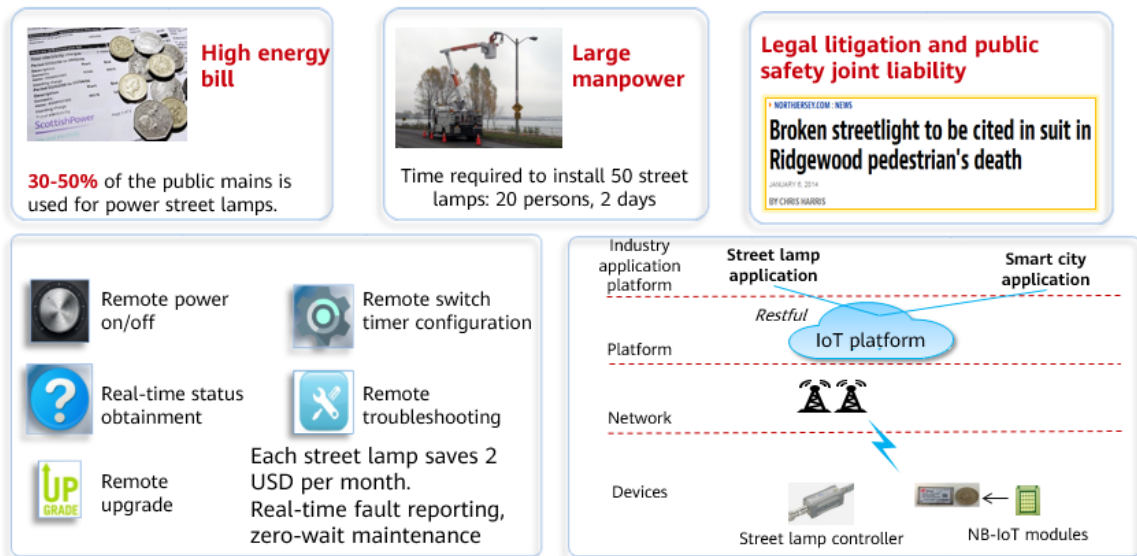 High energy
bill
ScottishPower
30-50% of the public mains is
used for power street lamps.
Large
manpower
Time required to install 50 street
lamps: 20 persons, 2 days
Legal litigation and public
safety joint liability
NORTHJERSEY.COM : NEWS
Broken streetlight to be cited in suit in
Ridgewood pedestrian's death
JANUARY 8, 2014
BY CHRIS HARRIS
Remote power
on/off
Remote switch
timer configuration
Real-time status
obtainment
Remote
troubleshooting
UP
GRADE
Remote
upgrade
Each street lamp saves 2
USD per month.
Real-time fault reporting,
zero-wait maintenance
Industry
application
platform
Street lamp
application
Smart city
application
Restful
IoT platform
Platform
Network
Devices
Street lamp controller
NB-IoT modules